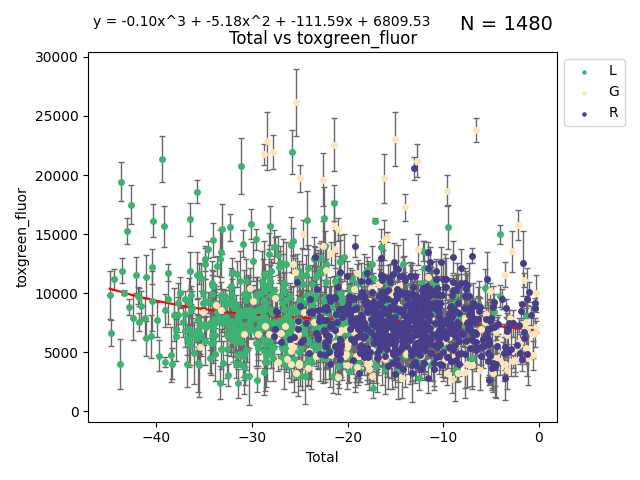 y = -0.10x^3 + -5.18x^2 + -111.59x + 6809.53
N = 1480
Total vs toxgreen_fluor
30000
25000
20000
15000
10000
5000
0
toxgreen_fluor
−40
−30
−20
−10
0
Total
L
G
R